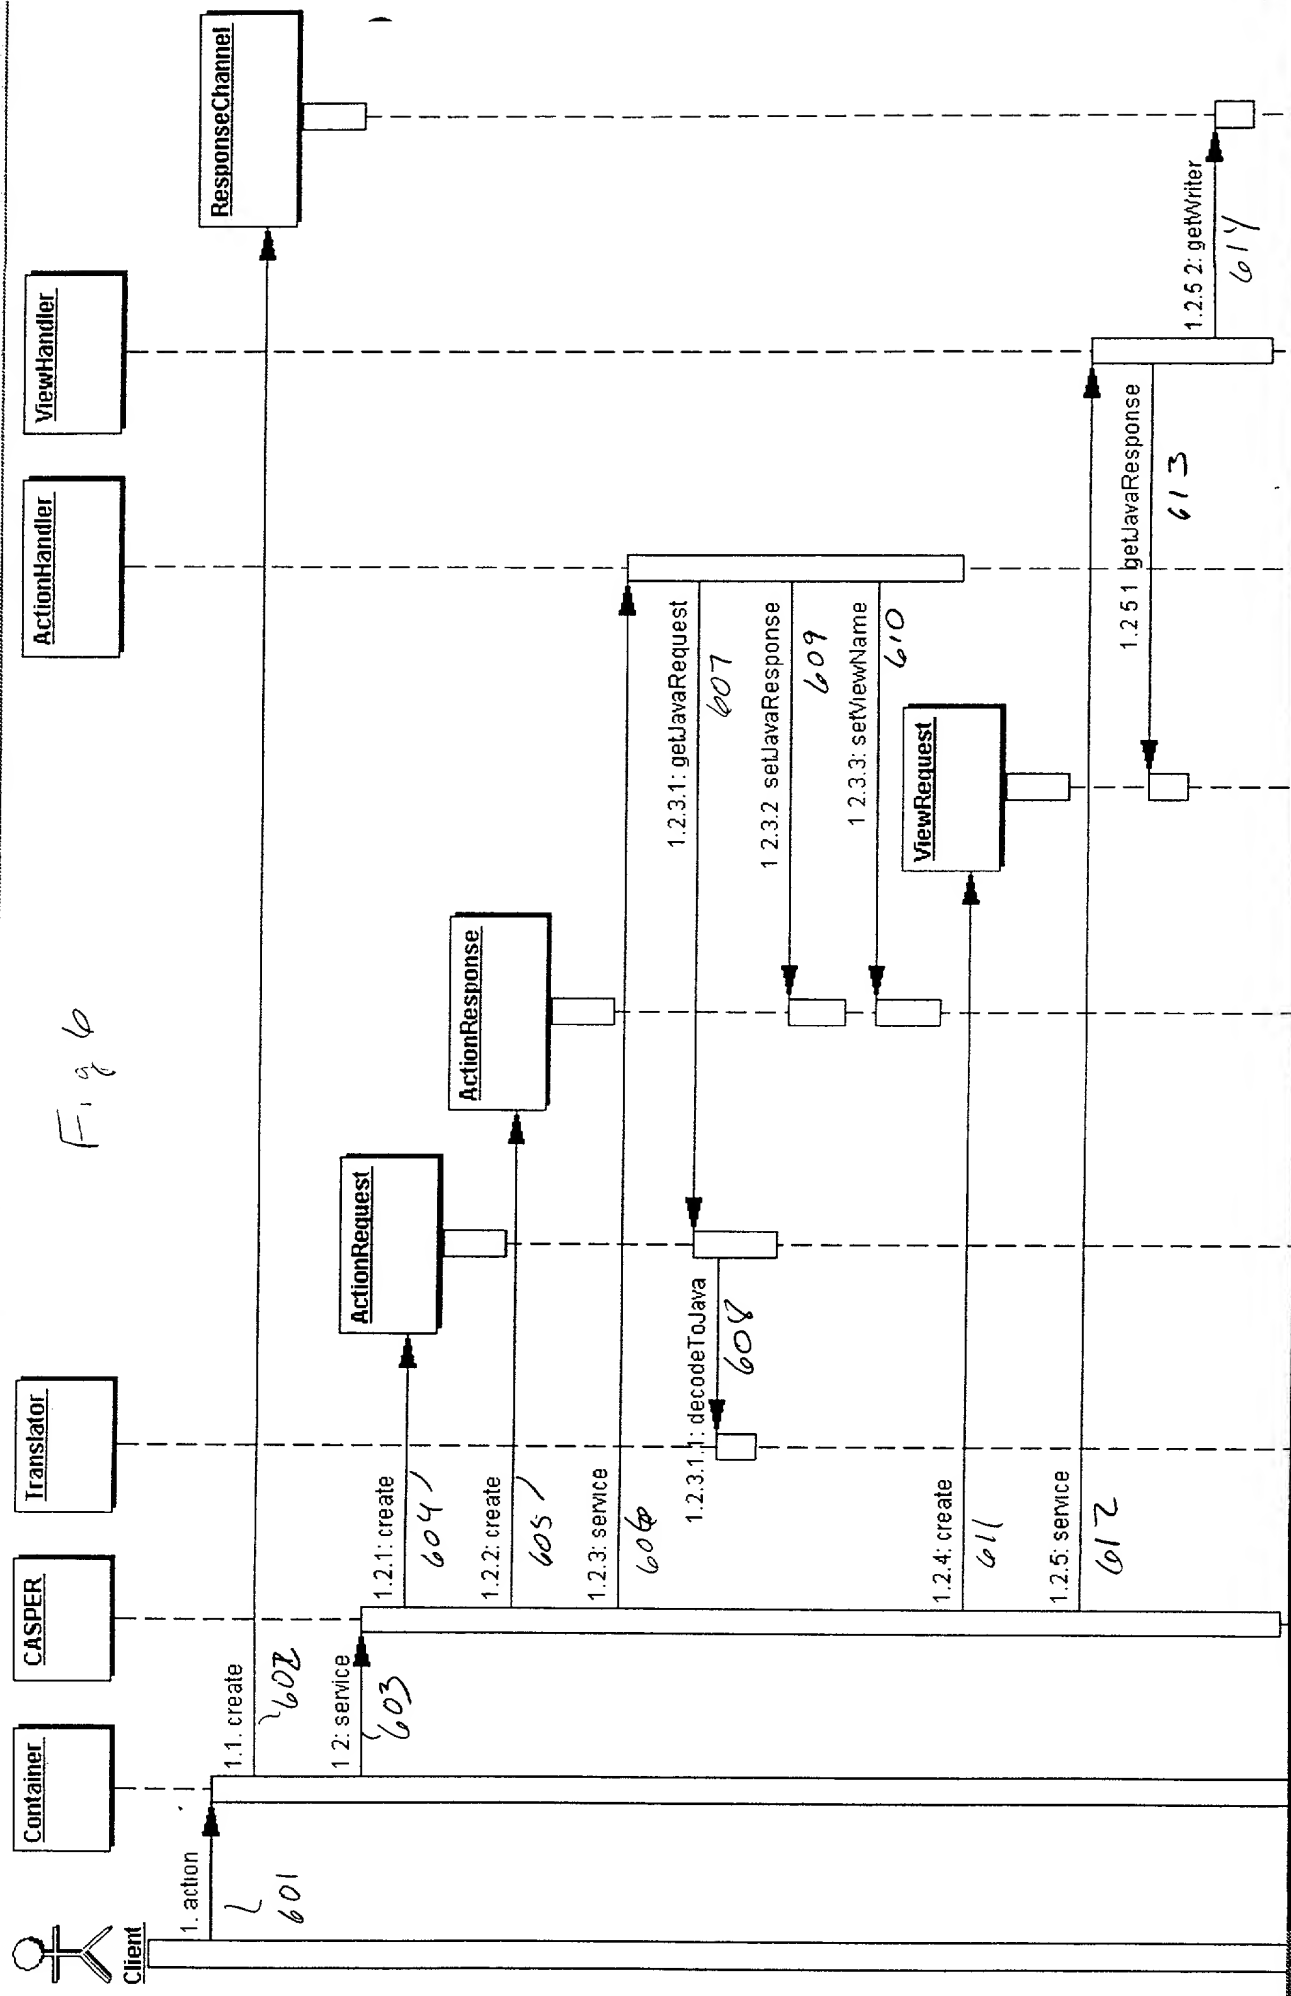 Fig 6
Client
Container
CASPER
Translator
ActionHandler
ViewHandler
ResponseChannel
ActionRequest
ActionResponse
ViewRequest
1. action
601
1.1. create
602
1 2: service
603
1.2.1: create
604
1.2.2: create
605
1.2.3: service
606
1.2.3.1: getJavaRequest
607
1.2.3.1.1: decodeToJava
608
1 2.3.2 setJavaResponse
609
1 2.3.3: setViewName
610
1.2.4: create
611
1.2.5: service
612
1.2 5 1 getJavaResponse
613
1.2.5 2: getWriter
614